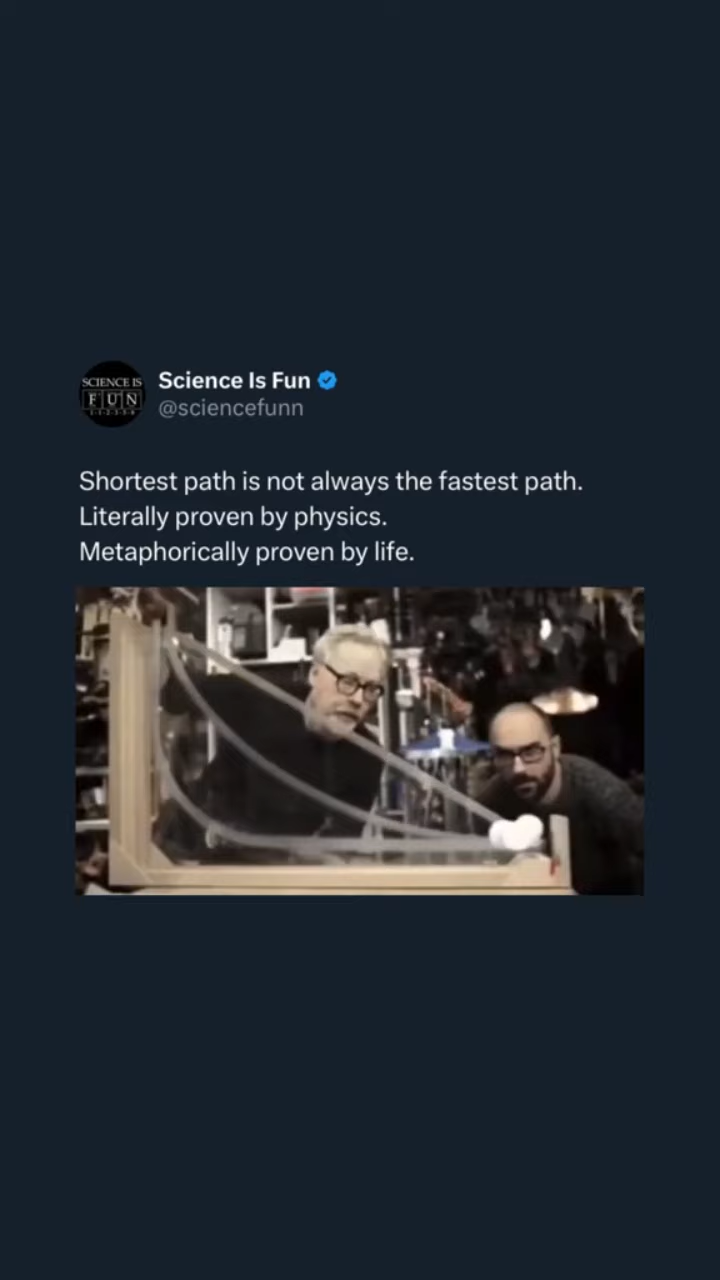 SCIENCE IS
FUN
Science Is Fun
@sciencefunn
Shortest path is not always the fastest path.
Literally proven by physics.
Metaphorically proven by life.